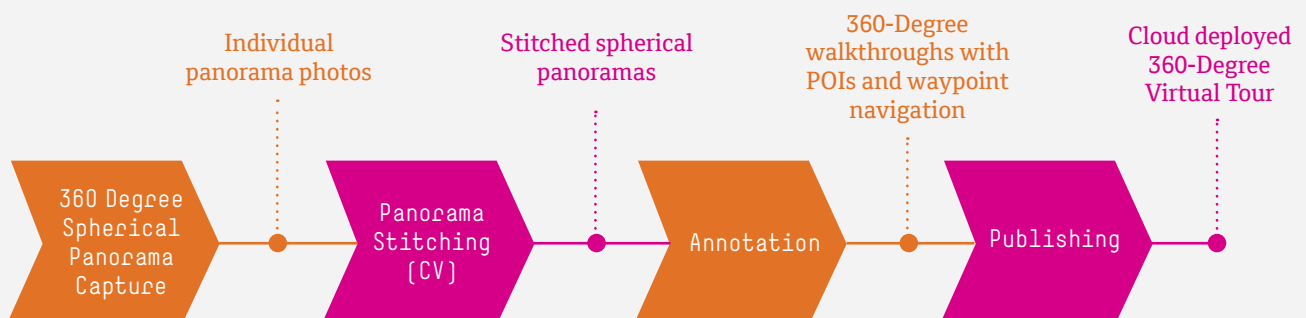 Individual
panorama photos
Stitched spherical
panoramas
360-Degree
walkthroughs with
POIs and waypoint
navigation
Cloud deployed
360-Degree
Virtual Tour
360 Degree
Spherical
Panorama
Capture
Panorama
Stitching
(CV)
Annotation
Publishing